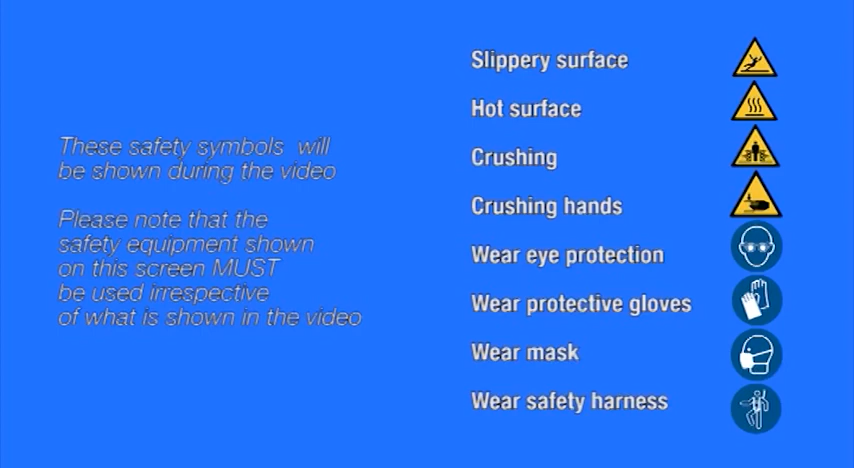 These safety symbols will
be shown during the video
Please note that the
safety equipment shown
on this screen MUST
be used irrespective
of what is shown in the video
Slippery surface
Hot surface
Crushing
Crushing hands
Wear eye protection
Wear protective gloves
Wear mask
Wear safety harness